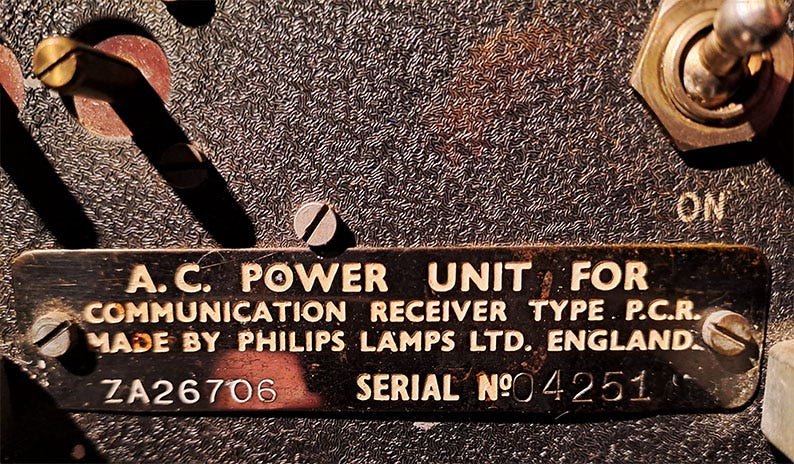 ON
A.C. POWER UNIT FOR
COMMUNICATION RECEIVER TYPE P.C.R.
MADE BY PHILIPS LAMPS LTD. ENGLAND.
ZA26706 SERIAL Nº04251